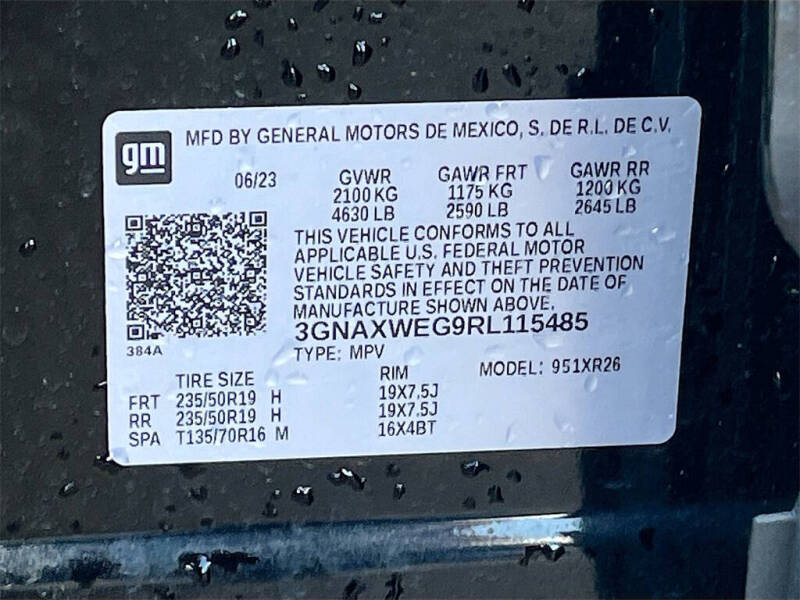 gm
MFD BY GENERAL MOTORS DE MEXICO, S. DE R.L. DE C.V.
06/23 GVWR GAWR FRT GAWR RR
2100 KG 1175 KG 1200 KG
4630 LB 2590 LB 2645 LB
THIS VEHICLE CONFORMS TO ALL
APPLICABLE U.S. FEDERAL MOTOR
VEHICLE SAFETY AND THEFT PREVENTION
STANDARDS IN EFFECT ON THE DATE OF
MANUFACTURE SHOWN ABOVE.
3GNAXWEG9RL115485
384A
TYPE: MPV MODEL: 951XR26
TIRE SIZE RIM
FRT 235/50R19 H 19X7.5J
RR 235/50R19 H 19X7.5J
SPA T135/70R16 M 16X4BT